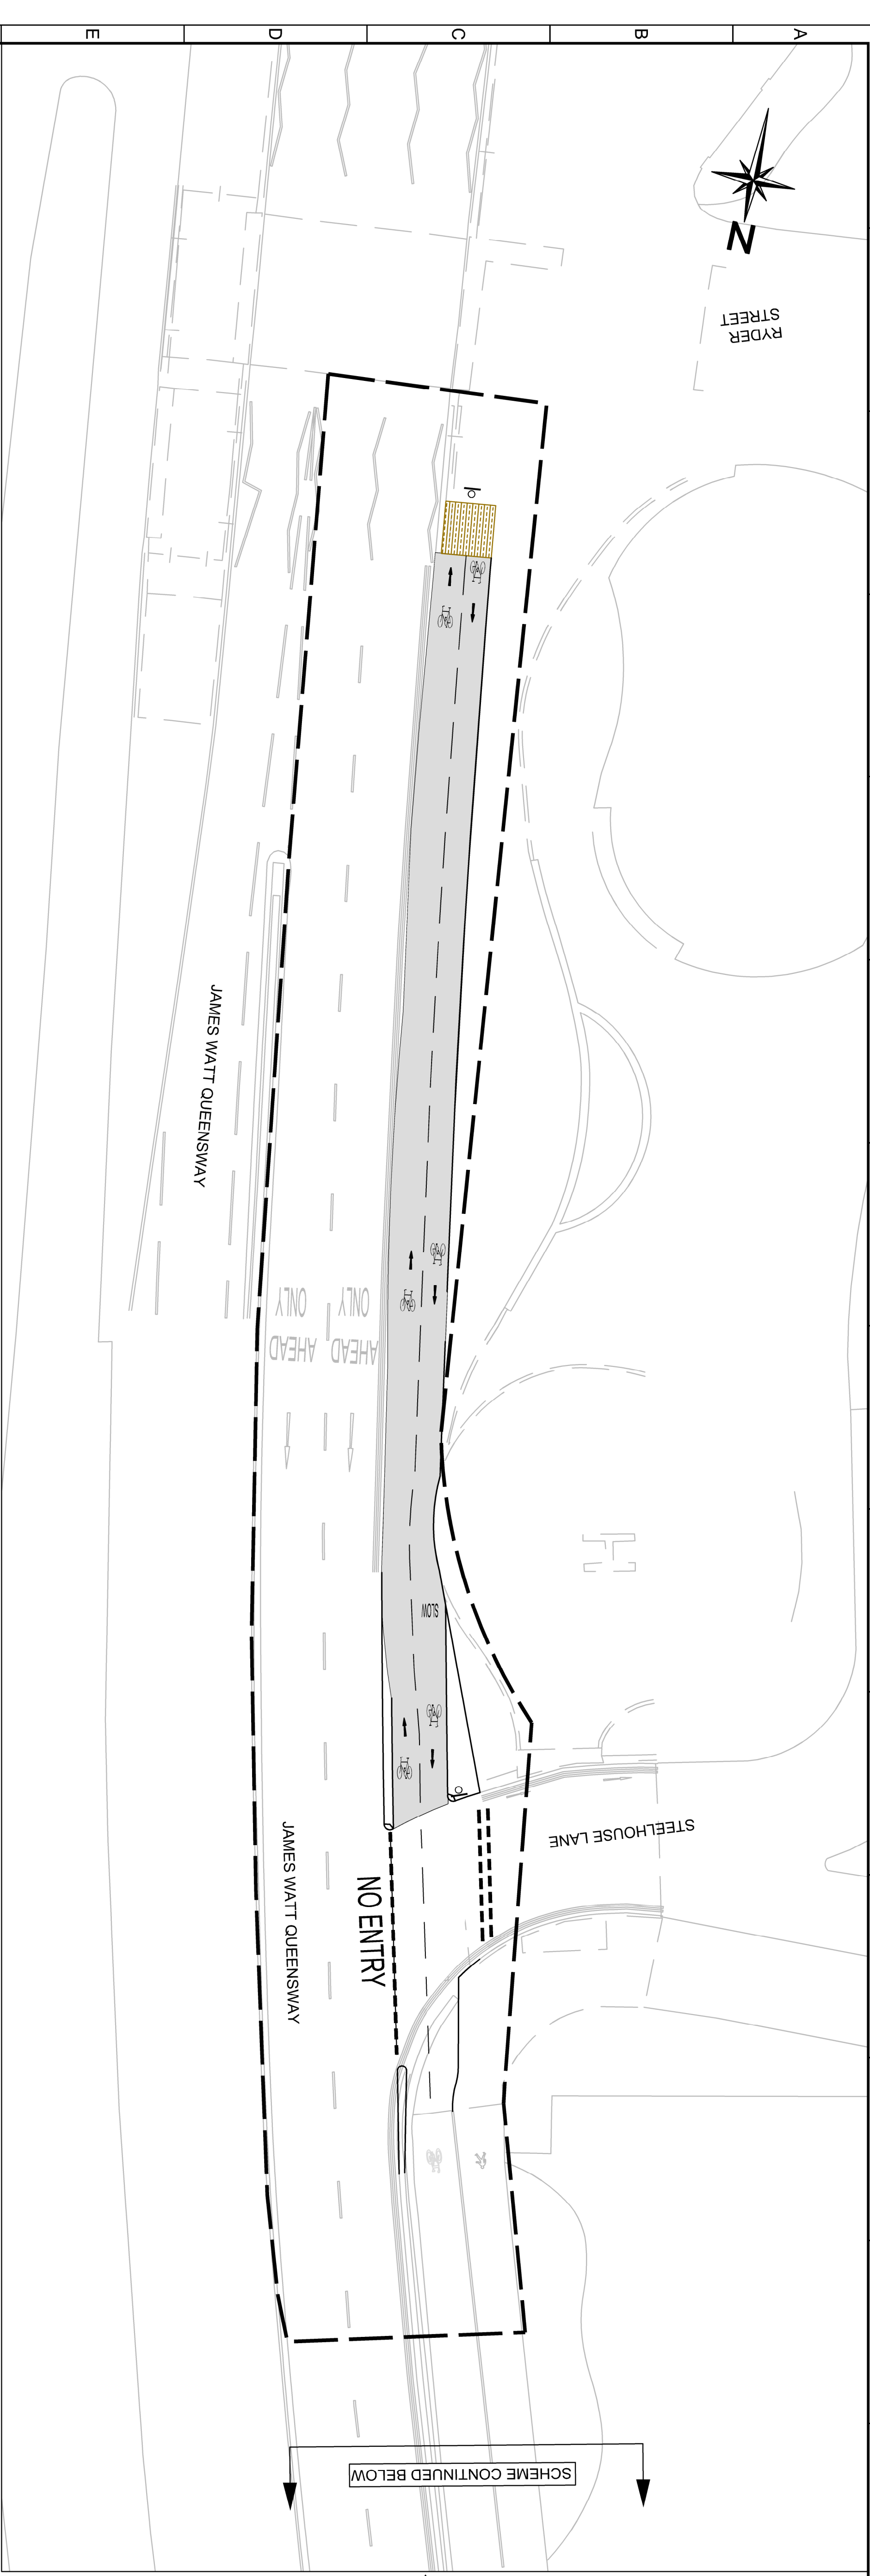 E
D
C
B
A
N
RYDER
STREET
JAMES WATT QUEENSWAY
AHEAD
ONLY
AHEAD
ONLY
SLOW
STEELHOUSE LANE
JAMES WATT QUEENSWAY
NO ENTRY
SCHEME CONTINUED BELOW